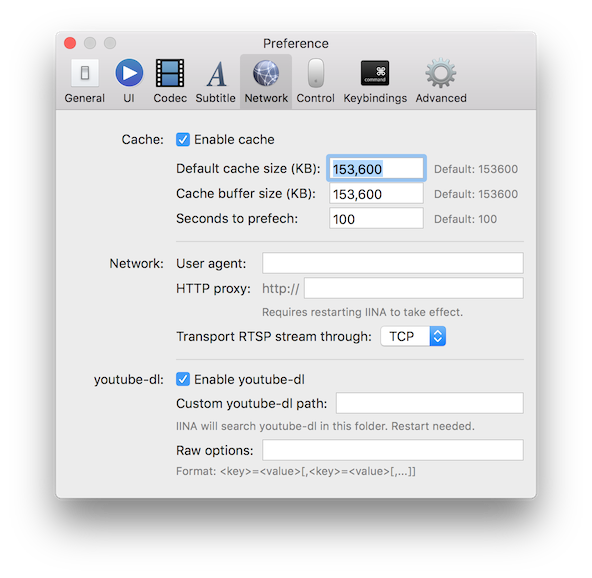 Preference
General UI Codec Subtitle Network Control Keybindings Advanced
⌘
command
Cache: Enable cache
Default cache size (KB): 153,600 Default: 153600
Cache buffer size (KB): 153,600 Default: 153600
Seconds to prefech: 100 Default: 100
Network: User agent:
HTTP proxy: http://
Requires restarting IINA to take effect.
Transport RTSP stream through: TCP
youtube-dl: Enable youtube-dl
Custom youtube-dl path:
IINA will search youtube-dl in this folder. Restart needed.
Raw options:
Format: <key>=<value>[,<key>=<value>[,...]]